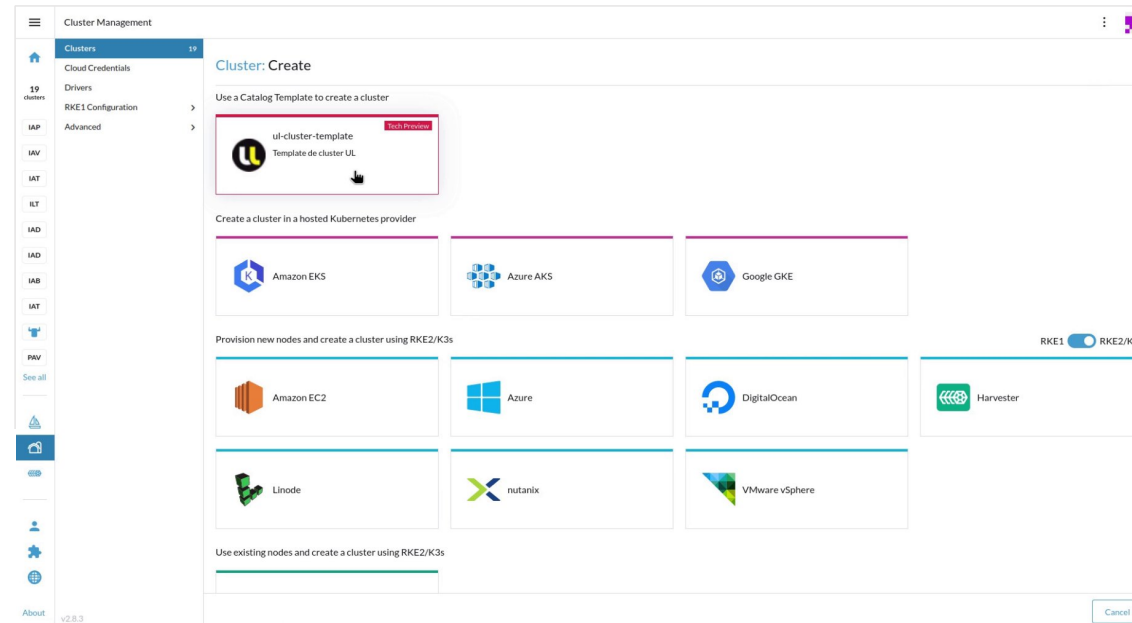 Cluster Management
Clusters 19
Cloud Credentials
Drivers
RKE1 Configuration
Advanced
19
clusters
IAP
IAV
IAT
ILT
IAD
IAD
IAB
IAT
PAV
See all
About
v2.8.3
Cluster: Create
Use a Catalog Template to create a cluster
Tech Preview
ul-cluster-template
Template de cluster UL
Create a cluster in a hosted Kubernetes provider
Amazon EKS
Azure AKS
Google GKE
Provision new nodes and create a cluster using RKE2/K3s
RKE1 RKE2/K
Amazon EC2
Azure
DigitalOcean
Harvester
Linode
nutanix
VMware vSphere
Use existing nodes and create a cluster using RKE2/K3s
Cancel